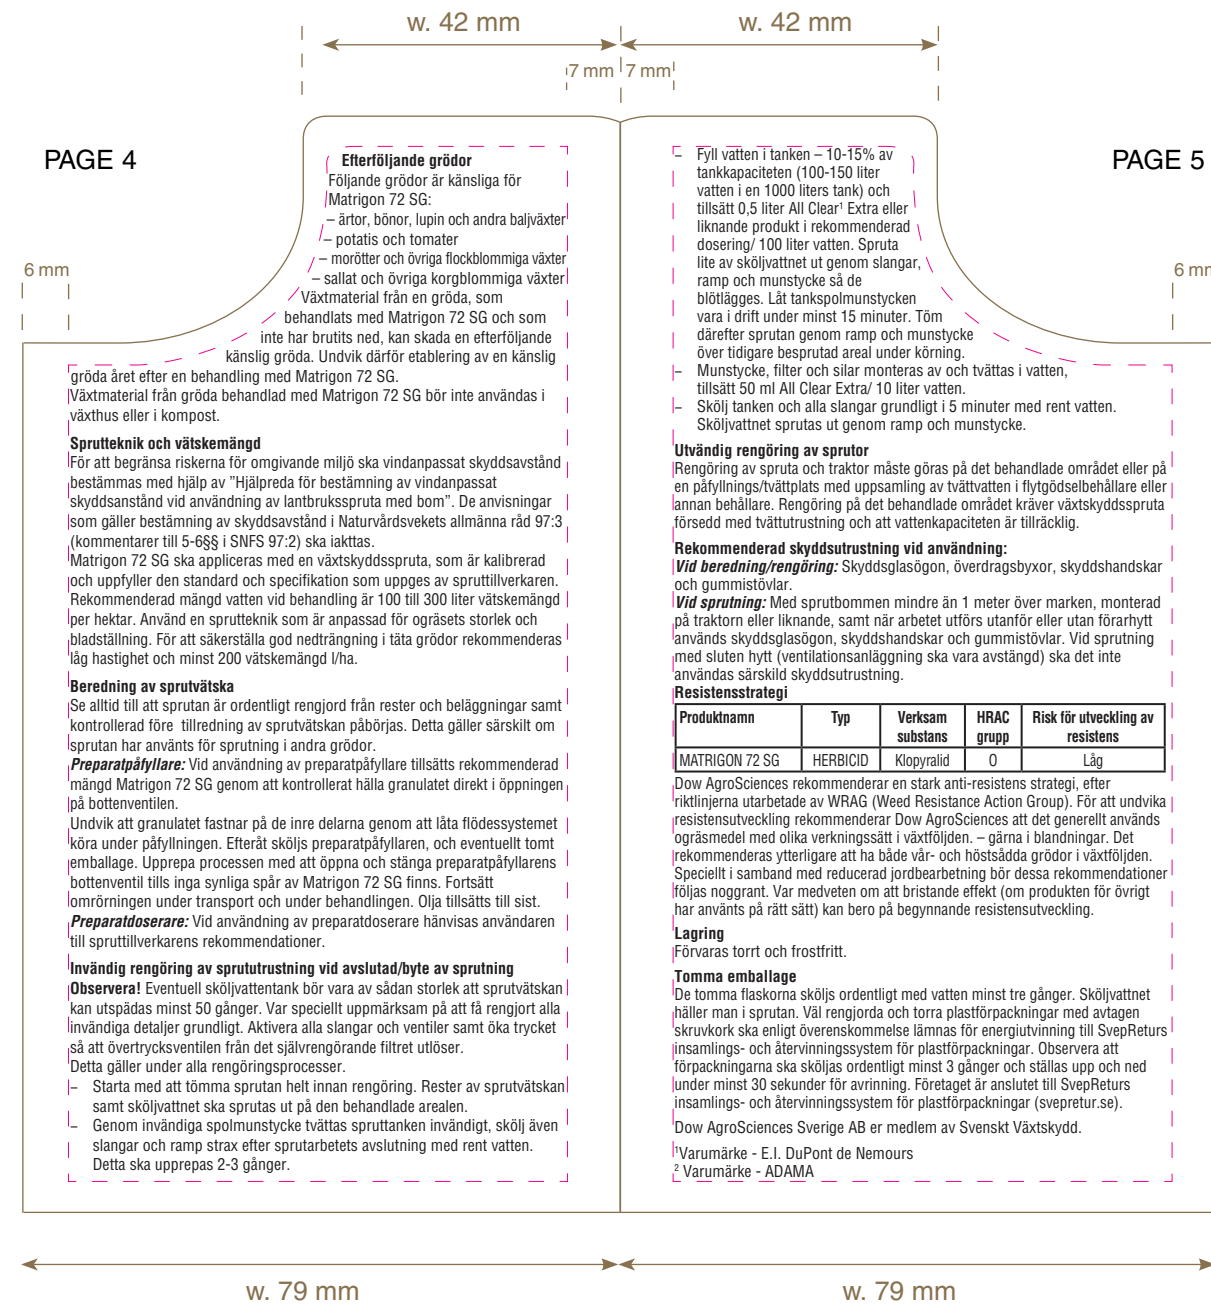 w. 42 mm
w. 42 mm
7 mm
7 mm
PAGE 4
PAGE 5
6 mm
6 mm
Efterföljande grödor
Följande grödor är känsliga för
Matrigon 72 SG:
– ärtor, bönor, lupin och andra baljväxter
– potatis och tomater
– morötter och övriga flockblommiga växter
– sallat och övriga korgblommiga växter
Växtmaterial från en gröda, som
behandlats med Matrigon 72 SG och som
inte har brutits ned, kan skada en efterföljande
känslig gröda. Undvik därför etablering av en känslig
gröda året efter en behandling med Matrigon 72 SG.
Växtmaterial från gröda behandlad med Matrigon 72 SG bör inte användas i
växthus eller i kompost.
Sprutteknik och vätskemängd
För att begränsa riskerna för omgivande miljö ska vindanpassat skyddsavstånd
bestämmas med hjälp av ”Hjälpreda för bestämning av vindanpassat
skyddsanstånd vid användning av lantbruksspruta med bom”. De anvisningar
som gäller bestämning av skyddsavstånd i Naturvårdsvekets allmänna råd 97:3
(kommentarer till 5-6§§ i SNFS 97:2) ska iakttas.
Matrigon 72 SG ska appliceras med en växtskyddsspruta, som är kalibrerad
och uppfyller den standard och specifikation som uppges av spruttillverkaren.
Rekommenderad mängd vatten vid behandling är 100 till 300 liter vätskemängd
per hektar. Använd en sprutteknik som är anpassad för ogräsets storlek och
bladställning. För att säkerställa god nedträngning i täta grödor rekommenderas
låg hastighet och minst 200 vätskemängd l/ha.
Beredning av sprutvätska
Se alltid till att sprutan är ordentligt rengjord från rester och beläggningar samt
kontrollerad före tillredning av sprutvätskan påbörjas. Detta gäller särskilt om
sprutan har använts för sprutning i andra grödor.
Preparatpåfyllare: Vid användning av preparatpåfyllare tillsätts rekommenderad
mängd Matrigon 72 SG genom att kontrollerat hälla granulatet direkt i öppningen
på bottenventilen.
Undvik att granulatet fastnar på de inre delarna genom att låta flödessystemet
köra under påfyllningen. Efteråt sköljs preparatpåfyllaren, och eventuellt tomt
emballage. Upprepa processen med att öppna och stänga preparatpåfyllarens
bottenventil tills inga synliga spår av Matrigon 72 SG finns. Fortsätt
omrörningen under transport och under behandlingen. Olja tillsätts till sist.
Preparatdoserare: Vid användning av preparatdoserare hänvisas användaren
till spruttillverkarens rekommendationer.
Invändig rengöring av sprututrustning vid avslutad/byte av sprutning
Observera! Eventuell sköljvattentank bör vara av sådan storlek att sprutvätskan
kan utspädas minst 50 gånger. Var speciellt uppmärksam på att få rengjort alla
invändiga detaljer grundligt. Aktivera alla slangar och ventiler samt öka trycket
så att övertrycksventilen från det självrengörande filtret utlöser.
Detta gäller under alla rengöringsprocesser.
– Starta med att tömma sprutan helt innan rengöring. Rester av sprutvätskan
samt sköljvattnet ska sprutas ut på den behandlade arealen.
– Genom invändiga spolmunstycke tvättas spruttanken invändigt, skölj även
slangar och ramp strax efter sprutarbetets avslutning med rent vatten.
Detta ska upprepas 2-3 gånger.
– Fyll vatten i tanken – 10-15% av
tankkapaciteten (100-150 liter
vatten i en 1000 liters tank) och
tillsätt 0,5 liter All Clear¹ Extra eller
liknande produkt i rekommenderad
dosering/ 100 liter vatten. Spruta
lite av sköljvattnet ut genom slangar,
ramp och munstycke så de
blötlägges. Låt tankspolmunstycken
vara i drift under minst 15 minuter. Töm
därefter sprutan genom ramp och munstycke
över tidigare besprutad areal under körning.
– Munstycke, filter och silar monteras av och tvättas i vatten,
tillsätt 50 ml All Clear Extra/ 10 liter vatten.
– Skölj tanken och alla slangar grundligt i 5 minuter med rent vatten.
Sköljvattnet sprutas ut genom ramp och munstycke.
Utvändig rengöring av sprutor
Rengöring av spruta och traktor måste göras på det behandlade området eller på
en påfyllnings/tvättplats med uppsamling av tvättvatten i flytgödselbehållare eller
annan behållare. Rengöring på det behandlade området kräver växtskyddsspruta
försedd med tvättutrustning och att vattenkapaciteten är tillräcklig.
Rekommenderad skyddsutrustning vid användning:
Vid beredning/rengöring: Skyddsglasögon, överdragsbyxor, skyddshandskar
och gummistövlar.
Vid sprutning: Med sprutbommen mindre än 1 meter över marken, monterad
på traktorn eller liknande, samt när arbetet utförs utanför eller utan förarhytt
används skyddsglasögon, skyddshandskar och gummistövlar. Vid sprutning
med sluten hytt (ventilationsanläggning ska vara avstängd) ska det inte
användas särskild skyddsutrustning.
Resistensstrategi
Produktnamn Typ Verksam substans HRAC grupp Risk för utveckling av resistens
MATRIGON 72 SG HERBICID Klopyralid O Låg
Dow AgroSciences rekommenderar en stark anti-resistens strategi, efter
riktlinjerna utarbetade av WRAG (Weed Resistance Action Group). För att undvika
resistensutveckling rekommenderar Dow AgroSciences att det generellt används
ogräsmedel med olika verkningssätt i växtföljden. – gärna i blandningar. Det
rekommenderas ytterligare att ha både vår- och höstsådda grödor i växtföljden.
Speciellt i samband med reducerad jordbearbetning bör dessa rekommendationer
följas noggrant. Var medveten om att bristande effekt (om produkten för övrigt
har använts på rätt sätt) kan bero på begynnande resistensutveckling.
Lagring
Förvaras torrt och frostfritt.
Tomma emballage
De tomma flaskorna sköljs ordentligt med vatten minst tre gånger. Sköljvattnet
häller man i sprutan. Väl rengjorda och torra plastförpackningar med avtagen
skruvkork ska enligt överenskommelse lämnas för energiutvinning till SvepReturs
insamlings- och återvinningssystem för plastförpackningar. Observera att
förpackningarna ska sköljas ordentligt minst 3 gånger och ställas upp och ned
under minst 30 sekunder för avrinning. Företaget är anslutet till SvepReturs
insamlings- och återvinningssystem för plastförpackningar (svepretur.se).
Dow AgroSciences Sverige AB er medlem av Svenskt Växtskydd.
¹Varumärke - E.I. DuPont de Nemours
² Varumärke - ADAMA
w. 79 mm
w. 79 mm